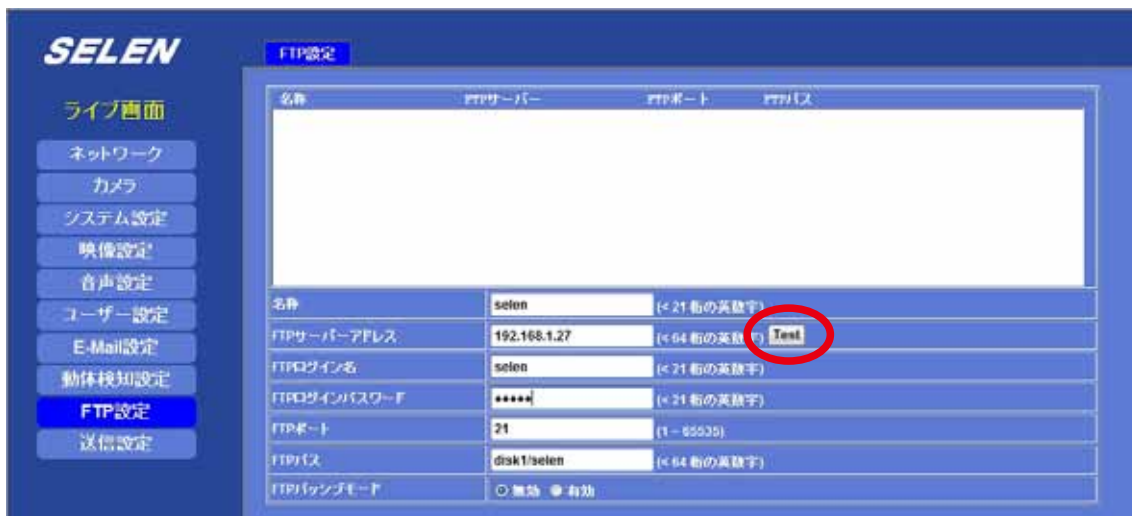 SELEN
FTP設定
ライブ画面
ネットワーク
カメラ
システム設定
映像設定
音声設定
ユーザー設定
E-Mail設定
動体検知設定
FTP設定
送信設定
名称 FTPサーバー FTPポート FTPパス
名称 selen (< 21 桁の英数字)
FTPサーバーアドレス 192.168.1.27 (< 64 桁の英数字) Test
FTPログイン名 selen (< 21 桁の英数字)
FTPログインパスワード ••••• (< 21 桁の英数字)
FTPポート 21 (1 – 65535)
FTPパス disk1/selen (< 64 桁の英数字)
FTPパッシブモード 無効 有効